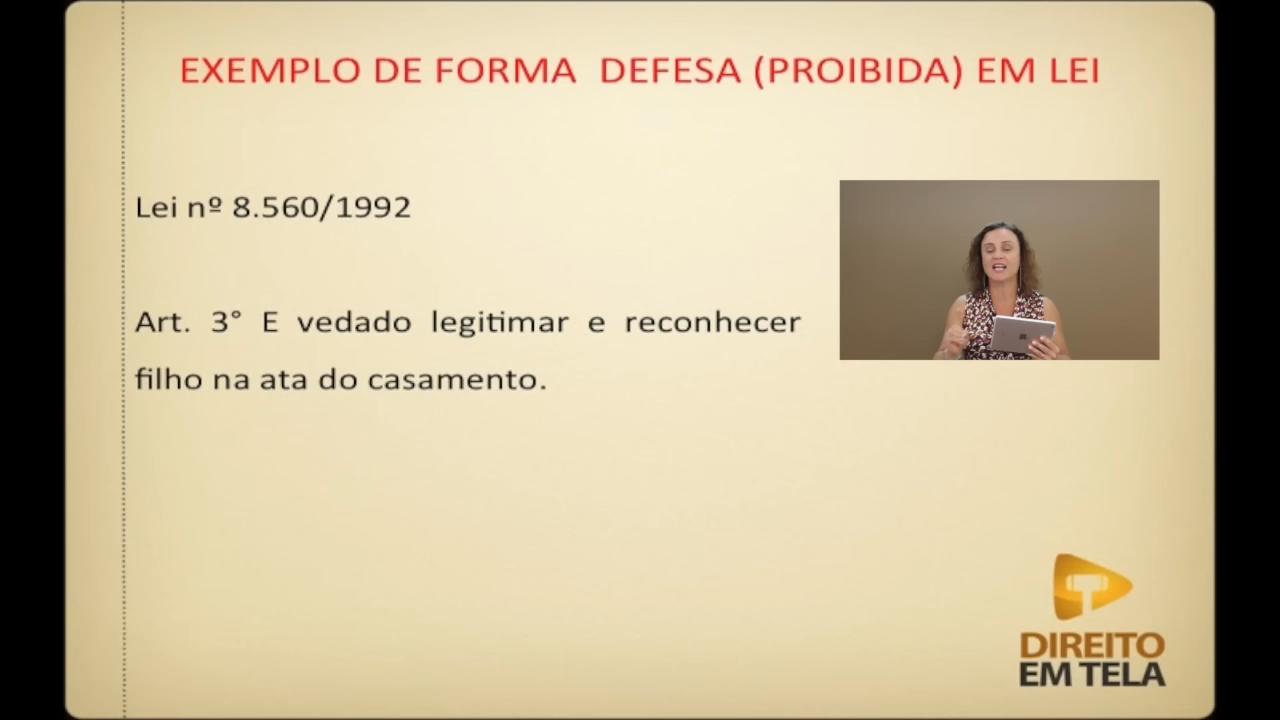 EXEMPLO DE FORMA DEFESA (PROIBIDA) EM LEI
Lei nº 8.560/1992
Art. 3° E vedado legitimar e reconhecer
filho na ata do casamento.
DIREITO
EM TELA